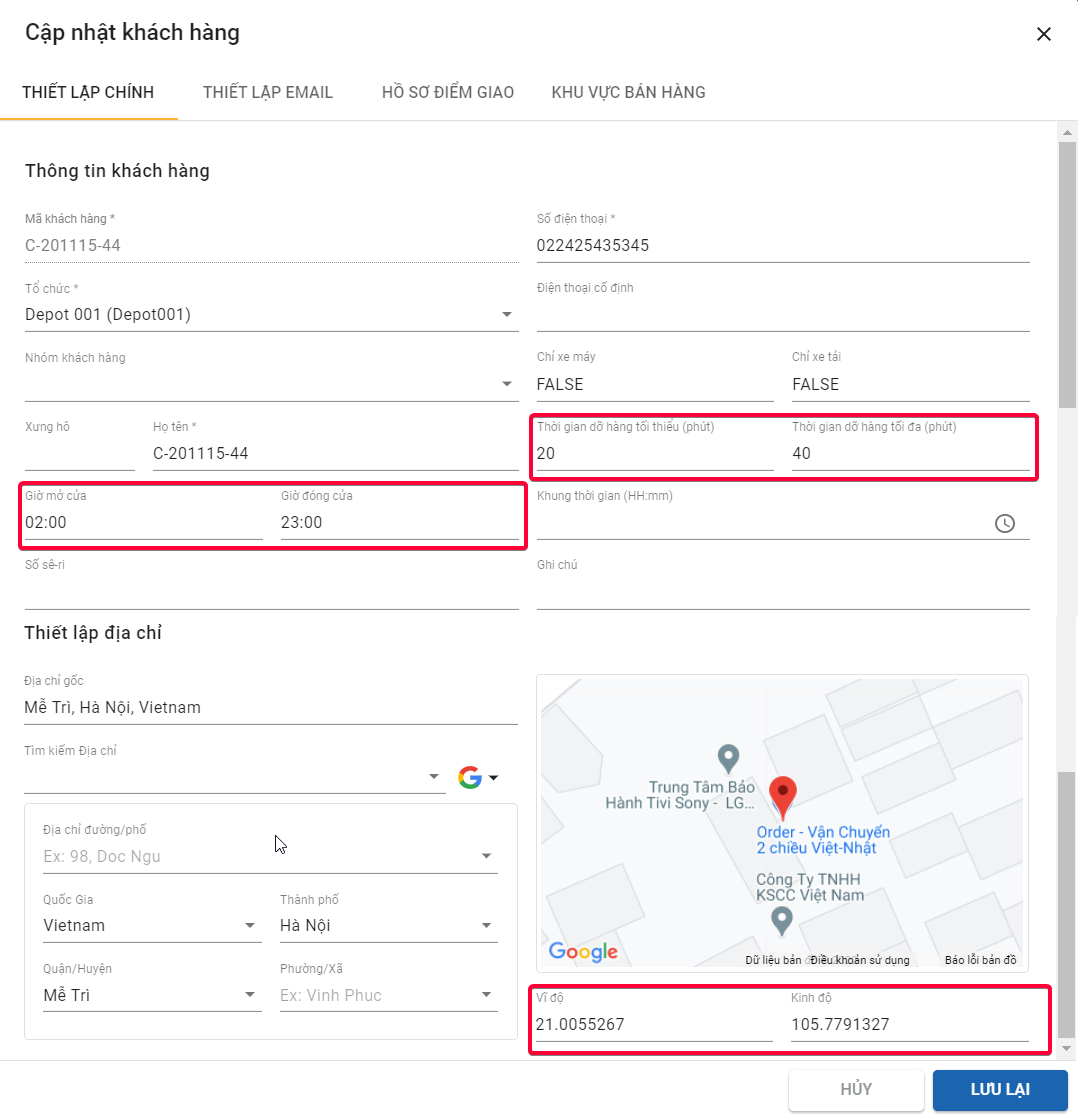 Cập nhật khách hàng
THIẾT LẬP CHÍNH
THIẾT LẬP EMAIL
HỒ SƠ ĐIỂM GIAO
KHU VỰC BÁN HÀNG
Thông tin khách hàng
Mã khách hàng *
C-201115-44
Số điện thoại *
022425435345
Tổ chức *
Depot 001 (Depot001)
Điện thoại cố định
Nhóm khách hàng
Chỉ xe máy
FALSE
Chỉ xe tải
FALSE
Xưng hô
Họ tên *
C-201115-44
Thời gian dỡ hàng tối thiểu (phút)
20
Thời gian dỡ hàng tối đa (phút)
40
Giờ mở cửa
02:00
Giờ đóng cửa
23:00
Khung thời gian (HH:mm)
Số sê-ri
Ghi chú
Thiết lập địa chỉ
Địa chỉ gốc
Mễ Trì, Hà Nội, Vietnam
Tìm kiếm Địa chỉ
Địa chỉ đường/phố
Ex: 98, Doc Ngu
Quốc Gia
Vietnam
Thành phố
Hà Nội
Quận/Huyện
Mễ Trì
Phường/Xã
Ex: Vinh Phuc
Trung Tâm Bảo
Hành Tivi Sony - LG...
Order - Vận Chuyển
2 chiều Việt-Nhật
Công Ty TNHH
KSCC Việt Nam
Google
Dữ liệu bản
Điều khoản sử dụng
Báo lỗi bản đồ
Vĩ độ
21.0055267
Kinh độ
105.7791327
HỦY
LƯU LẠI